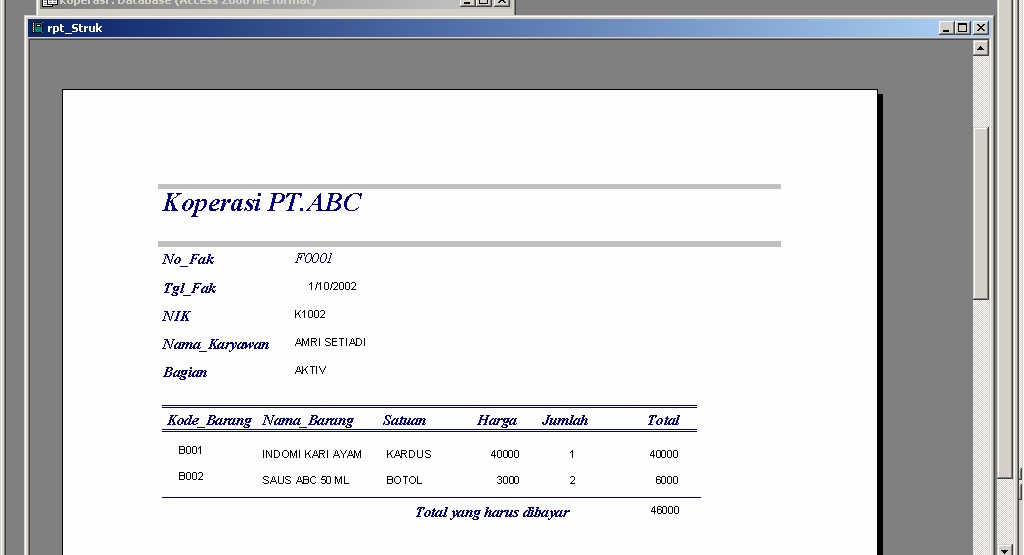 Koperasi : Database (Access 2000 file format)
rpt_Struk
Koperasi PT.ABC
No_Fak F0001
Tgl_Fak 1/10/2002
NIK K1002
Nama_Karyawan AMRI SETIADI
Bagian AKTIV
Kode_Barang Nama_Barang Satuan Harga Jumlah Total
B001 INDOMI KARI AYAM KARDUS 40000 1 40000
B002 SAUS ABC 50 ML BOTOL 3000 2 6000
Total yang harus dibayar 46000